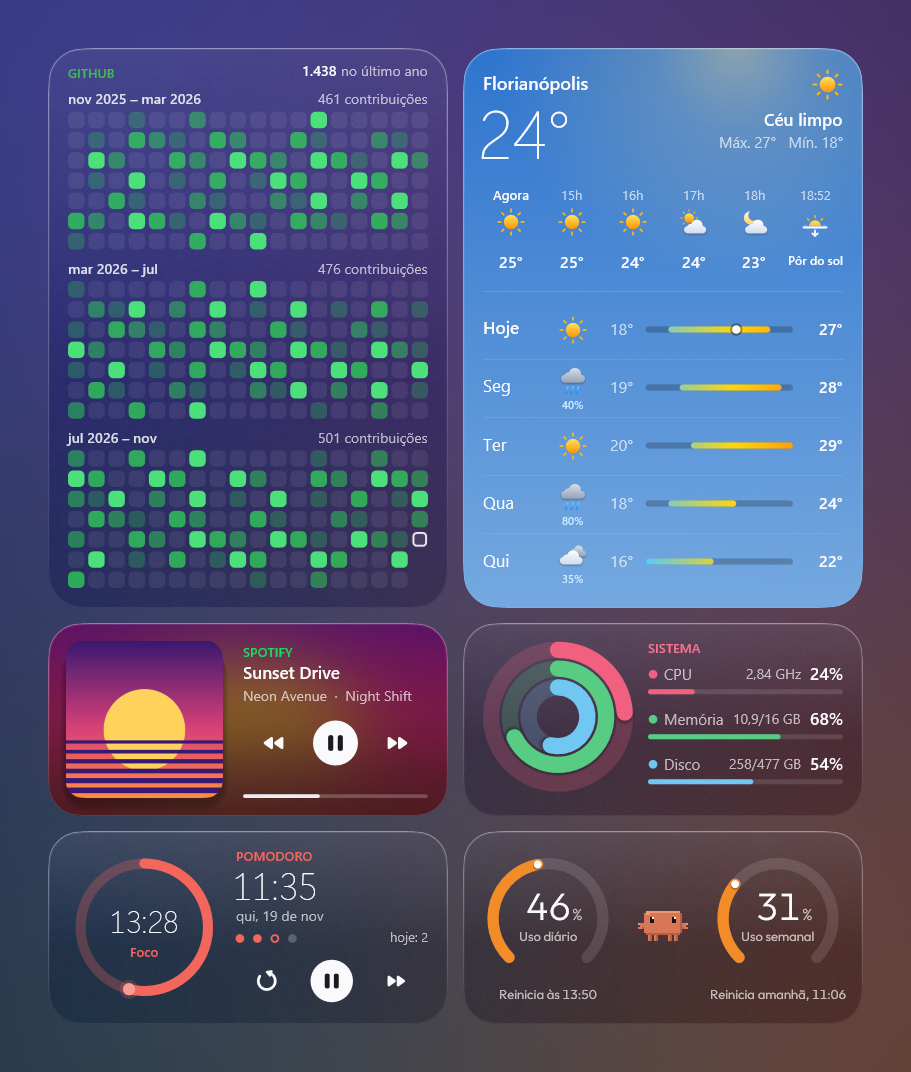 GITHUB
1.438 no último ano
nov 2025 – mar 2026
461 contribuições
mar 2026 – jul
476 contribuições
jul 2026 – nov
501 contribuições
Florianópolis
24°
Céu limpo
Máx. 27° Mín. 18°
Agora 15h 16h 17h 18h 18:52
25° 25° 24° 24° 23° Pôr do sol
Hoje 18° 27°
Seg 19° 28°
40%
Ter 20° 29°
Qua 18° 24°
80%
Qui 16° 22°
35%
SPOTIFY
Sunset Drive
Neon Avenue · Night Shift
SISTEMA
CPU 2,84 GHz 24%
Memória 10,9/16 GB 68%
Disco 258/477 GB 54%
13:28
Foco
POMODORO
11:35
qui, 19 de nov
hoje: 2
46%
Uso diário
Reinicia às 13:50
31%
Uso semanal
Reinicia amanhã, 11:06